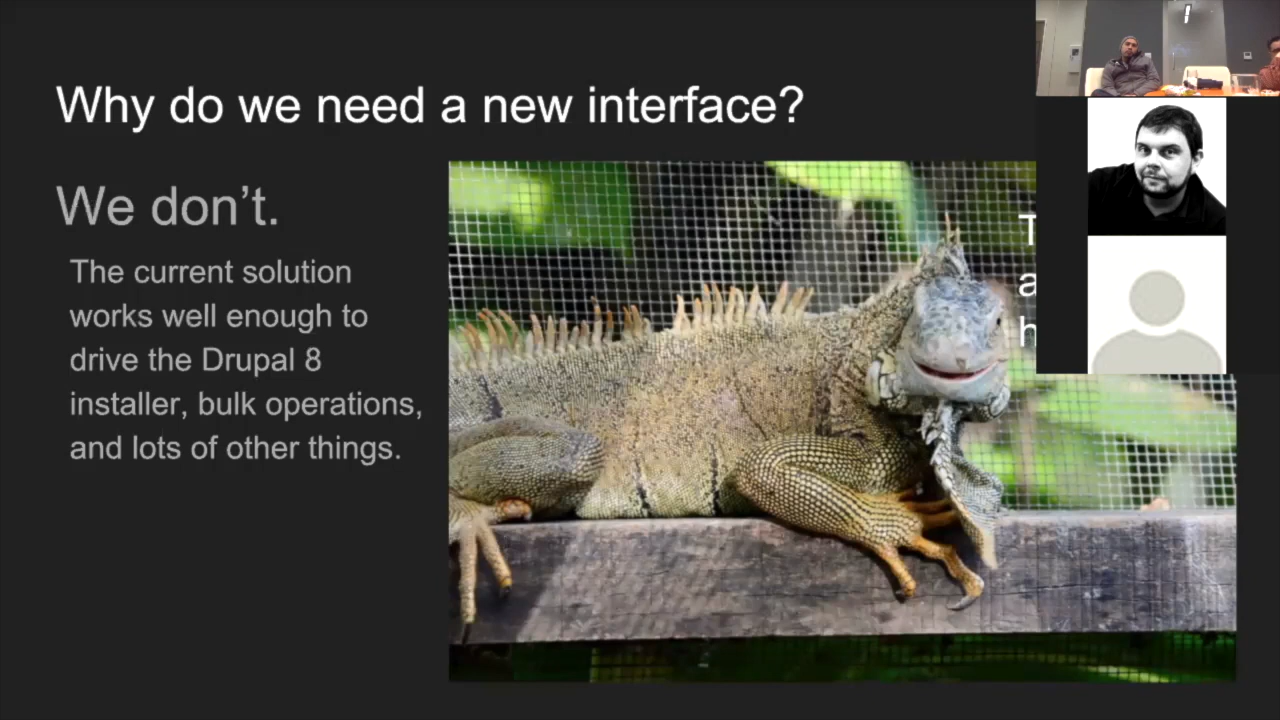 Why do we need a new interface?
We don't.
The current solution
works well enough to
drive the Drupal 8
installer, bulk operations,
and lots of other things.